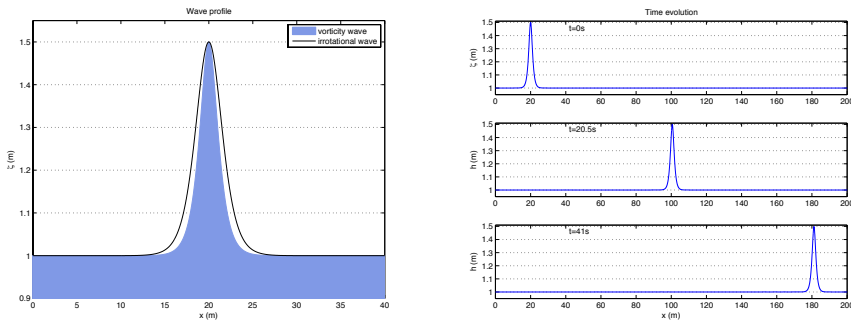 Wave profile
vorticity wave
irrotational wave
1.5
1.4
1.3
1.2
1.1
1
0.9
ζ (m)
0 5 10 15 20 25 30 35 40
x (m)
Time evolution
t=0s
1.5
1.4
1.3
1.2
1.1
1
ζ (m)
0 20 40 60 80 100 120 140 160 180 200
t=20.5s
1.5
1.4
1.3
1.2
1.1
1
h (m)
0 20 40 60 80 100 120 140 160 180 200
t=41s
1.5
1.4
1.3
1.2
1.1
1
h (m)
0 20 40 60 80 100 120 140 160 180 200
x (m)